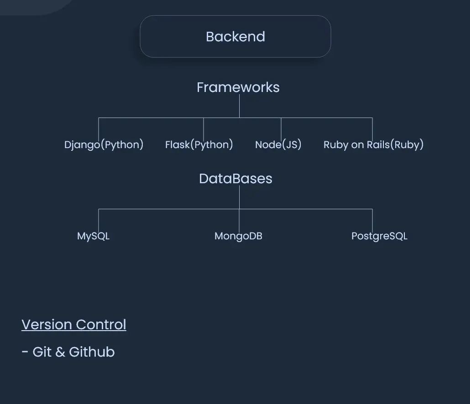 Backend
Frameworks
Django(Python) Flask(Python) Node(JS) Ruby on Rails(Ruby)
DataBases
MySQL MongoDB PostgreSQL
Version Control
- Git & Github